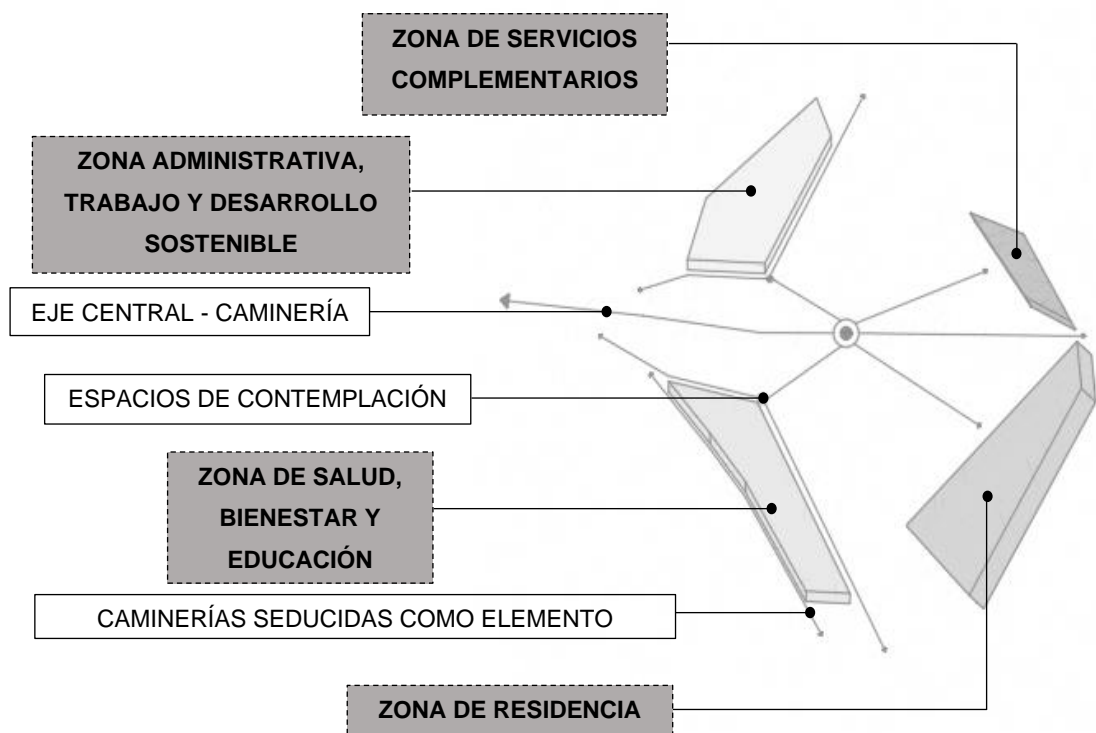 ZONA DE SERVICIOS
COMPLEMENTARIOS
ZONA ADMINISTRATIVA,
TRABAJO Y DESARROLLO
SOSTENIBLE
EJE CENTRAL - CAMINERÍA
ESPACIOS DE CONTEMPLACIÓN
ZONA DE SALUD,
BIENESTAR Y
EDUCACIÓN
CAMINERÍAS SEDUCIDAS COMO ELEMENTO
ZONA DE RESIDENCIA